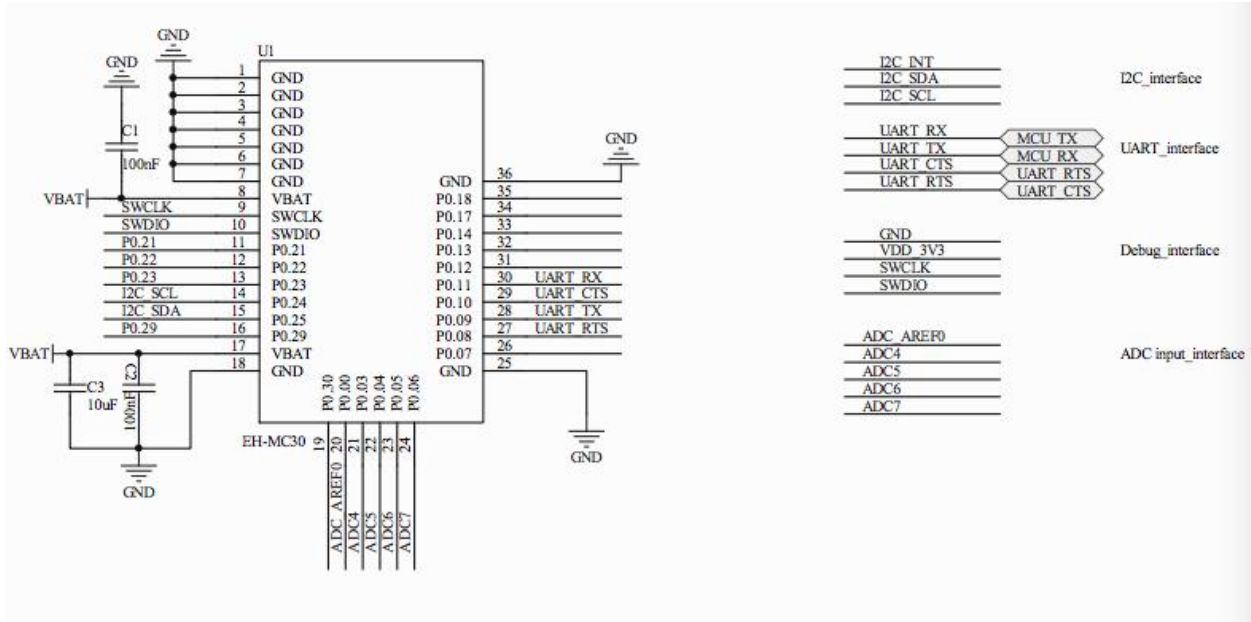 GND
GND
U1
1 GND
2 GND
3 GND
4 GND
5 GND
6 GND
7 GND
C1
100nF
VBAT 8 VBAT
SWCLK 9 SWCLK
SWDIO 10 SWDIO
P0.21 11 P0.21
P0.22 12 P0.22
P0.23 13 P0.23
I2C_SCL 14 P0.24
I2C_SDA 15 P0.25
P0.29 16 P0.29
VBAT 17 VBAT
18 GND
C3
10uF
C2
100nF
GND
EH-MC30
P0.30 19
P0.00 20 ADC_AREF0
P0.03 21 ADC4
P0.04 22 ADC5
P0.05 23 ADC6
P0.06 24 ADC7
GND
GND 36
P0.18 35
P0.17 34
P0.14 33
P0.13 32
P0.12 31
P0.11 30 UART_RX
P0.10 29 UART_CTS
P0.09 28 UART_TX
P0.08 27 UART_RTS
P0.07 26
GND 25
GND
I2C_INT
I2C_SDA I2C_interface
I2C_SCL
UART_RX MCU_TX
UART_TX MCU_RX UART_interface
UART_CTS UART_RTS
UART_RTS UART_CTS
GND
VDD_3V3 Debug_interface
SWCLK
SWDIO
ADC_AREF0
ADC4 ADC input_interface
ADC5
ADC6
ADC7